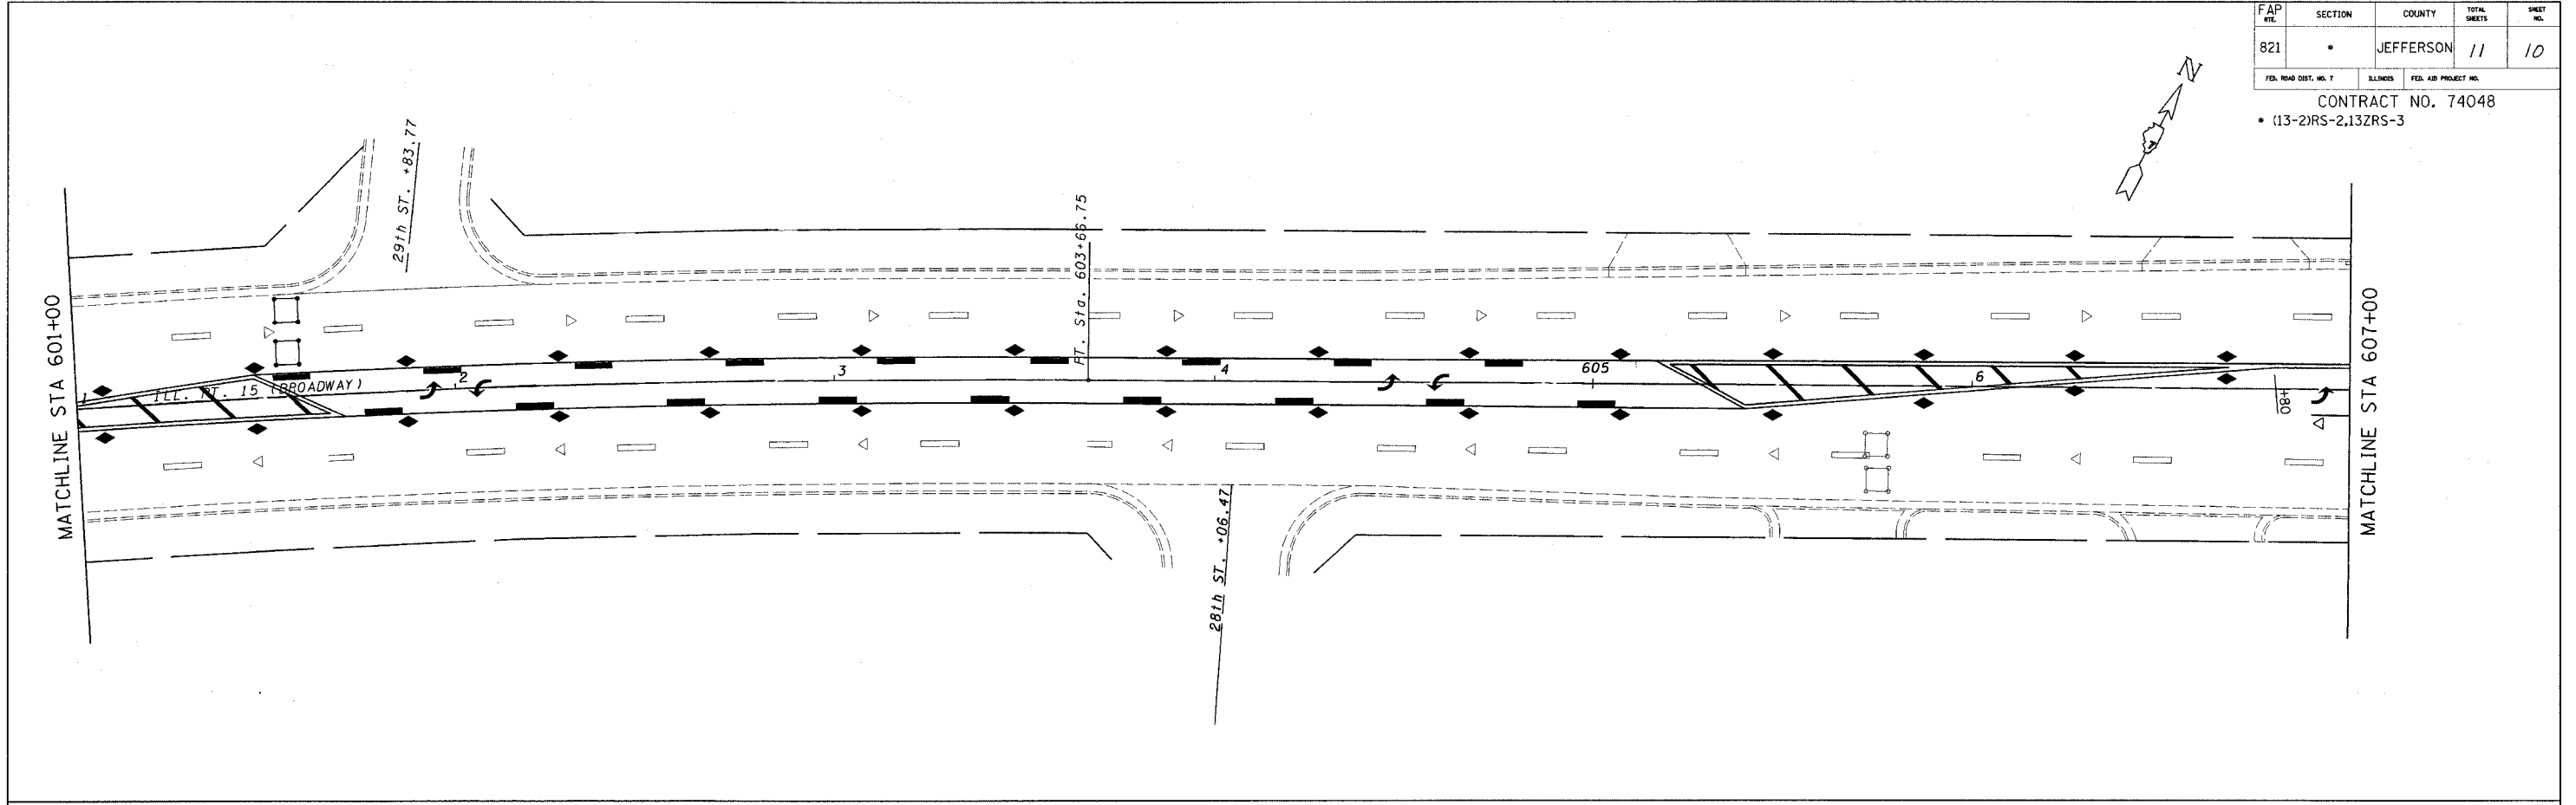 FAP RTE. SECTION COUNTY TOTAL SHEETS SHEET NO.
821 * JEFFERSON 11 10
FED. ROAD DIST. NO. 7 ILLINOIS FED. AID PROJECT NO.
CONTRACT NO. 74048
* (13-2)RS-2,13ZRS-3
N
29th ST. +83.77
PT. Sta. 603+66.75
MATCHLINE STA 601+00
MATCHLINE STA 607+00
1
ILL. RT. 15 (BROADWAY)
2
3
4
605
6
+80
28th ST. +06.47